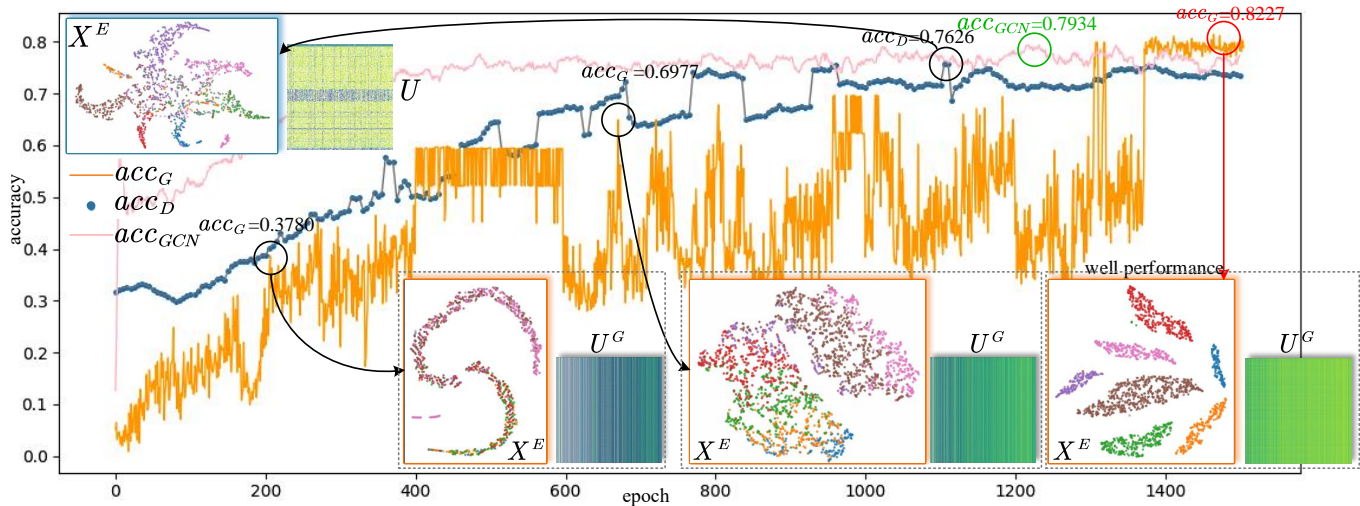 acc_G=0.8227
acc_GCN=0.7934
acc_D=0.7626
X^E
U
0.8
acc_G=0.6977
0.7
0.6
0.5
0.4
0.3
0.2
0.1
0.0
accuracy
acc_G
acc_D
acc_GCN
acc_G=0.3780
well performance
U^G
U^G
U^G
X^E
X^E
X^E
0
200
400
600
800
1000
1200
1400
epoch